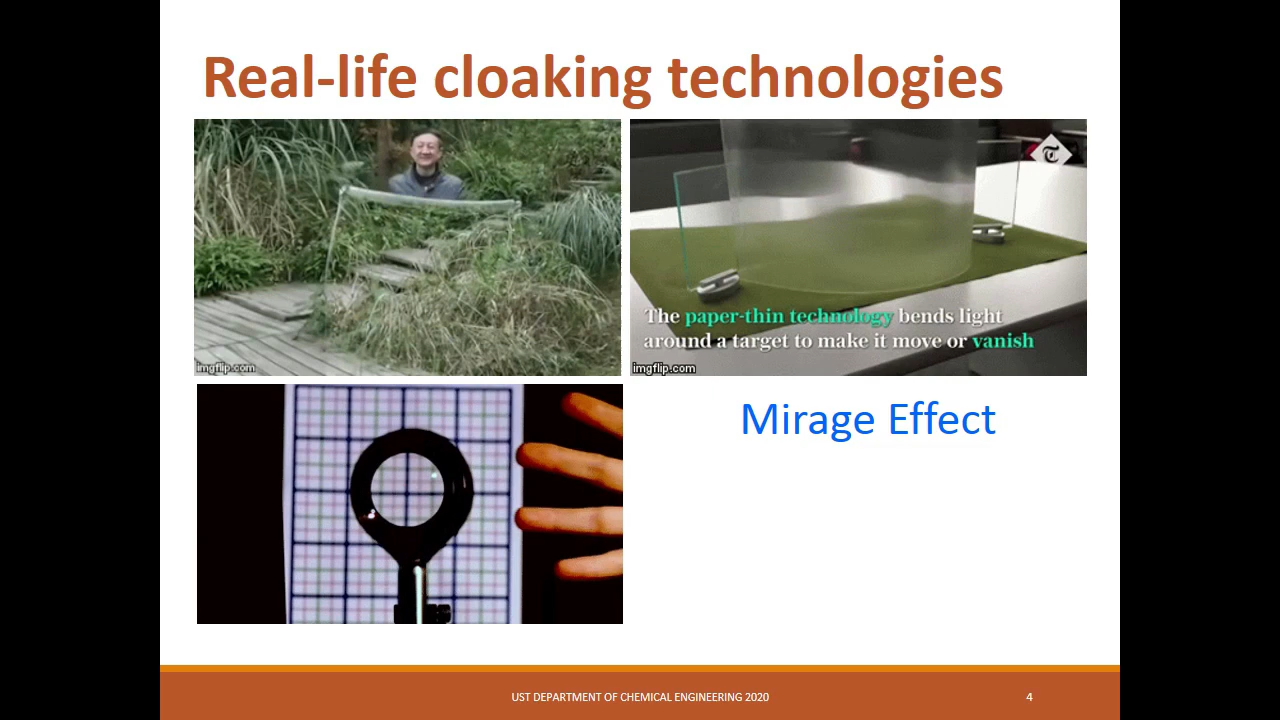 Real-life cloaking technologies
imgflip.com
The paper-thin technology bends light
around a target to make it move or vanish
imgflip.com
Mirage Effect
UST DEPARTMENT OF CHEMICAL ENGINEERING 2020
4